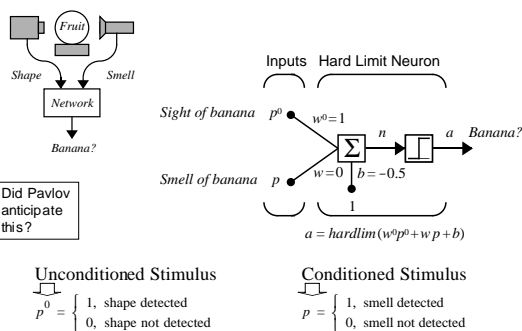 Fruit
Shape
Smell
Network
Banana?
Did Pavlov
anticipate
this?
Inputs
Hard Limit Neuron
Sight of banana p⁰
w⁰=1
Σ
n
a Banana?
Smell of banana p
w=0
b=−0.5
1
a = hardlim(w⁰p⁰+wp+b)
Unconditioned Stimulus
p⁰ = { 1, shape detected
0, shape not detected
Conditioned Stimulus
p = { 1, smell detected
0, smell not detected